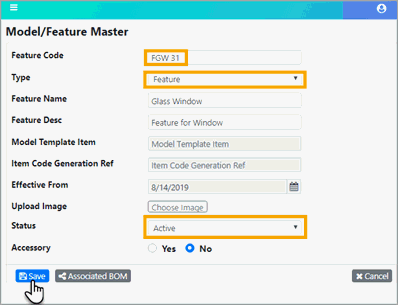 Model/Feature Master
Feature Code FGW 31
Type Feature
Feature Name Glass Window
Feature Desc Feature for Window
Model Template Item Model Template Item
Item Code Generation Ref Item Code Generation Ref
Effective From 8/14/2019
Upload Image Choose Image
Status Active
Accessory Yes No
Save Associated BOM Cancel